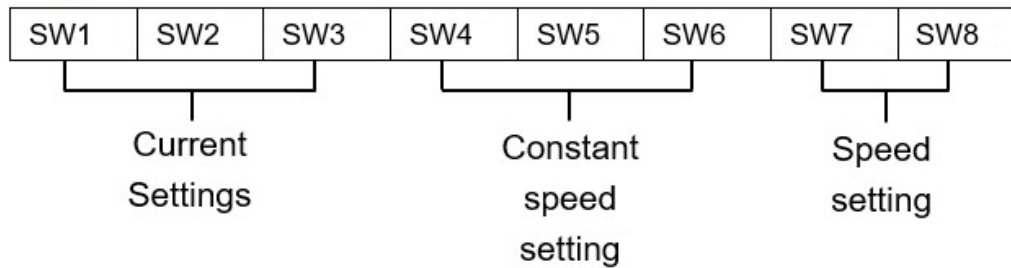 SW1 SW2 SW3 SW4 SW5 SW6 SW7 SW8
Current
Settings
Constant
speed
setting
Speed
setting